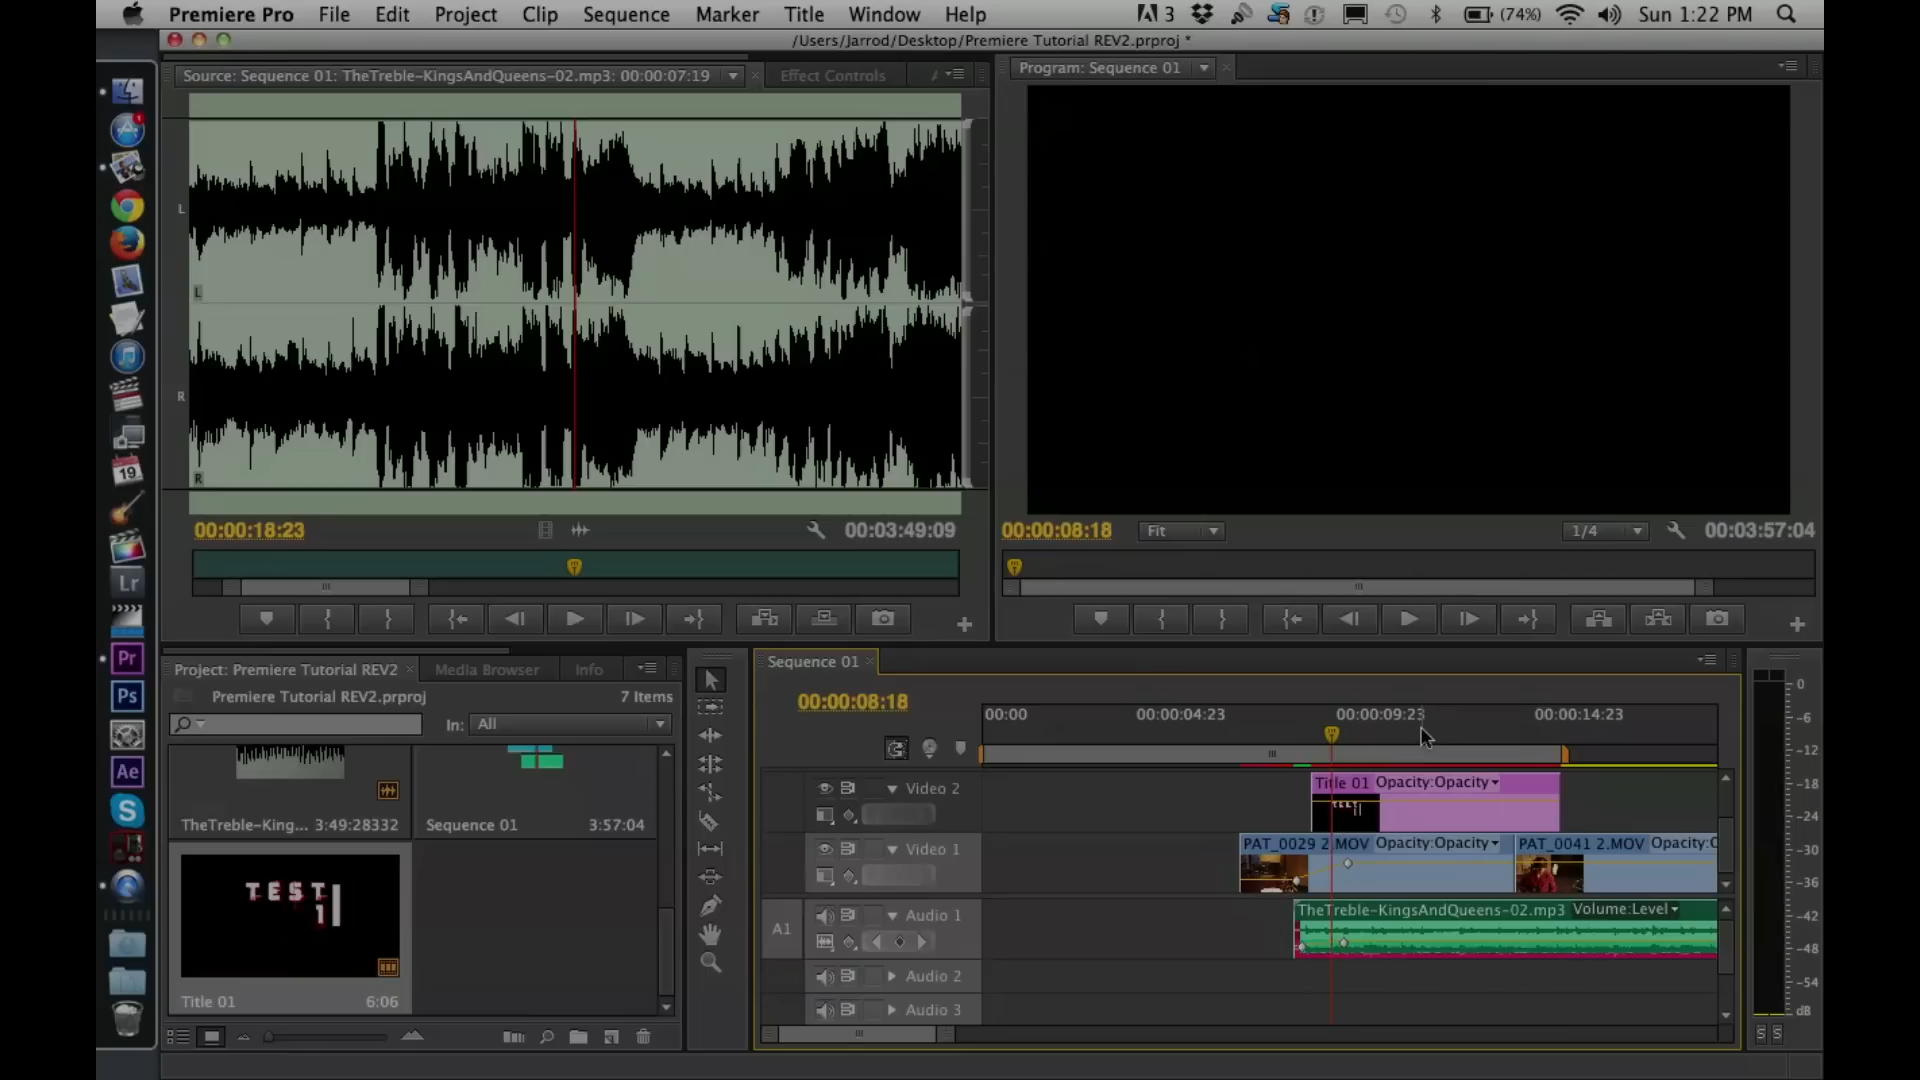 Premiere Pro File Edit Project Clip Sequence Marker Title Window Help 3 (74%) Sun 1:22 PM
/Users/Jarrod/Desktop/Premiere Tutorial REV2.prproj *
Source: Sequence 01: TheTreble-KingsAndQueens-02.mp3: 00:00:07:19 Effect Controls
Program: Sequence 01
L
L
R
R
00:00:18:23 00:03:49:09
00:00:08:18 Fit 1/4 00:03:57:04
Project: Premiere Tutorial REV2 Media Browser Info
Premiere Tutorial REV2.prproj 7 Items
In: All
TheTreble-King... 3:49:28332
Sequence 01 3:57:04
TEST
1
Title 01 6:06
Sequence 01
00:00:08:18
00:00 00:00:04:23 00:00:09:23 00:00:14:23
Video 2
Title 01 Opacity:Opacity
TEST
Video 1
PAT_0029 2.MOV Opacity:Opacity
PAT_0041 2.MOV Opacity:O
A1 Audio 1
TheTreble-KingsAndQueens-02.mp3 Volume:Level
Audio 2
Audio 3
0
-6
-12
-18
-24
-30
-36
-42
-48
-54
dB
S S
1
19
Lr
Pr
Ps
Ae